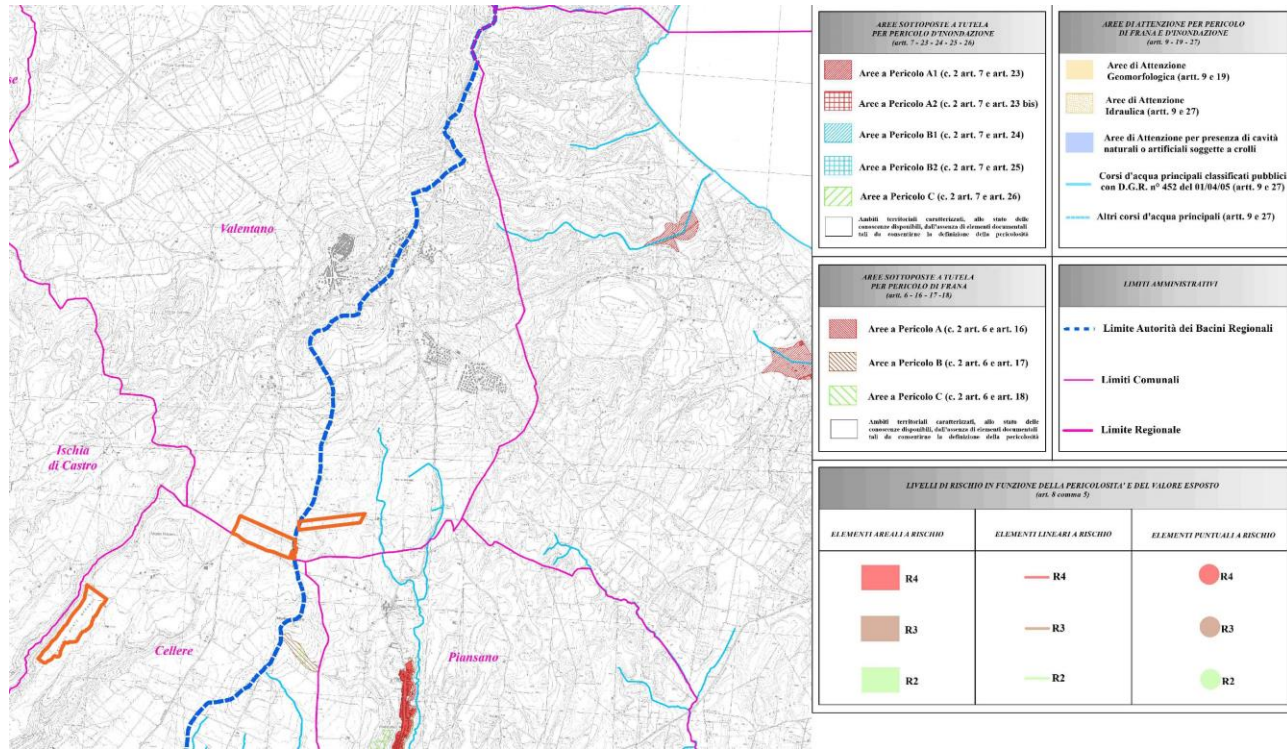 se
Valentano
Ischia
di Castro
Cellere
Piansano
AREE SOTTOPOSTE A TUTELA
PER PERICOLO D'INONDAZIONE
(artt. 7 - 23 - 24 - 25 - 26)
Aree a Pericolo A1 (c. 2 art. 7 e art. 23)
Aree a Pericolo A2 (c. 2 art. 7 e art. 23 bis)
Aree a Pericolo B1 (c. 2 art. 7 e art. 24)
Aree a Pericolo B2 (c. 2 art. 7 e art. 25)
Aree a Pericolo C (c. 2 art. 7 e art. 26)
Ambiti territoriali caratterizzati, allo stato delle
conoscenze disponibili, dall'assenza di elementi documentali
tali da consentirne la definizione della pericolosità
AREE DI ATTENZIONE PER PERICOLO
DI FRANA E D'INONDAZIONE
(artt. 9 - 19 - 27)
Aree di Attenzione
Geomorfologica (artt. 9 e 19)
Aree di Attenzione
Idraulica (artt. 9 e 27)
Aree di Attenzione per presenza di cavità
naturali o artificiali soggette a crolli
Corsi d'acqua principali classificati pubblici
con D.G.R. n° 452 del 01/04/05 (artt. 9 e 27)
Altri corsi d'acqua principali (artt. 9 e 27)
AREE SOTTOPOSTE A TUTELA
PER PERICOLO DI FRANA
(artt. 6 - 16 - 17 -18)
Aree a Pericolo A (c. 2 art. 6 e art. 16)
Aree a Pericolo B (c. 2 art. 6 e art. 17)
Aree a Pericolo C (c. 2 art. 6 e art. 18)
Ambiti territoriali caratterizzati, allo stato delle
conoscenze disponibili, dall'assenza di elementi documentali
tali da consentirne la definizione della pericolosità
LIMITI AMMINISTRATIVI
Limite Autorità dei Bacini Regionali
Limiti Comunali
Limite Regionale
LIVELLI DI RISCHIO IN FUNZIONE DELLA PERICOLOSITA' E DEL VALORE ESPOSTO
(art. 8 comma 5)
ELEMENTI AREALI A RISCHIO
ELEMENTI LINEARI A RISCHIO
ELEMENTI PUNTUALI A RISCHIO
R4
R4
R4
R3
R3
R3
R2
R2
R2